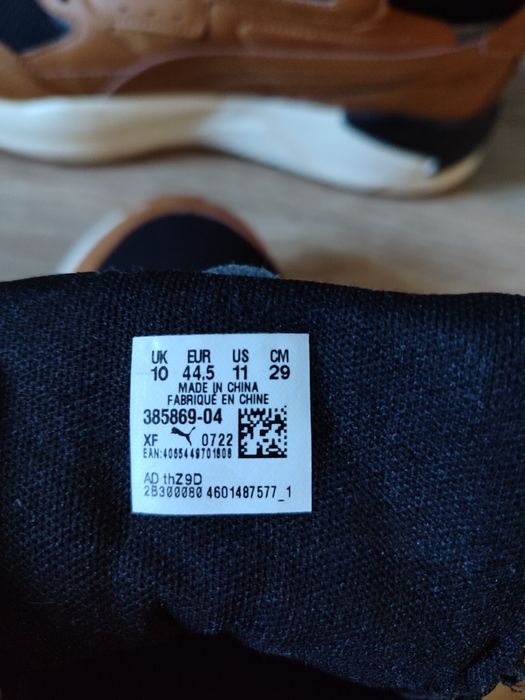 UK EUR US CM
10 44.5 11 29
MADE IN CHINA
FABRIQUÉ EN CHINE
385869-04
XF 0722
EAN:4065449701808
AD thZ9D
2B300080 4601487577_1